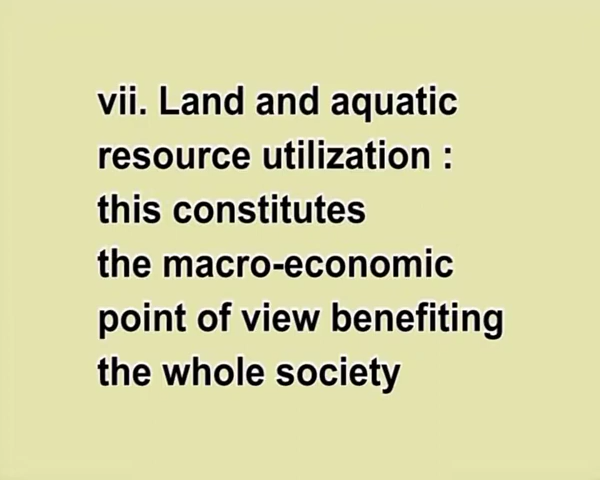 vii. Land and aquatic
resource utilization :
this constitutes
the macro-economic
point of view benefiting
the whole society